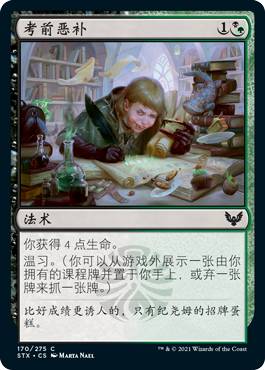 考前恶补 1
法术
你获得 4 点生命。
温习。（你可以从游戏外展示一张由你
拥有的课程牌并置于你手上，或弃一张
牌来抓一张牌。）
比好成绩更诱人的，只有纪尧姆的招牌蛋
糕。
170/275 C
STX • CS MARTA NAEL
™ & © 2021 Wizards of the Coast